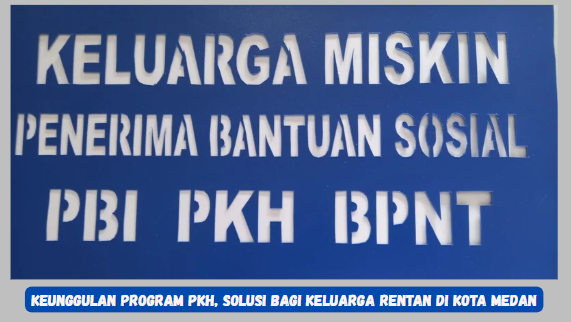 KELUARGA MISKIN
PENERIMA BANTUAN SOSIAL
PBI PKH BPNT
KEUNGGULAN PROGRAM PKH, SOLUSI BAGI KELUARGA RENTAN DI KOTA MEDAN